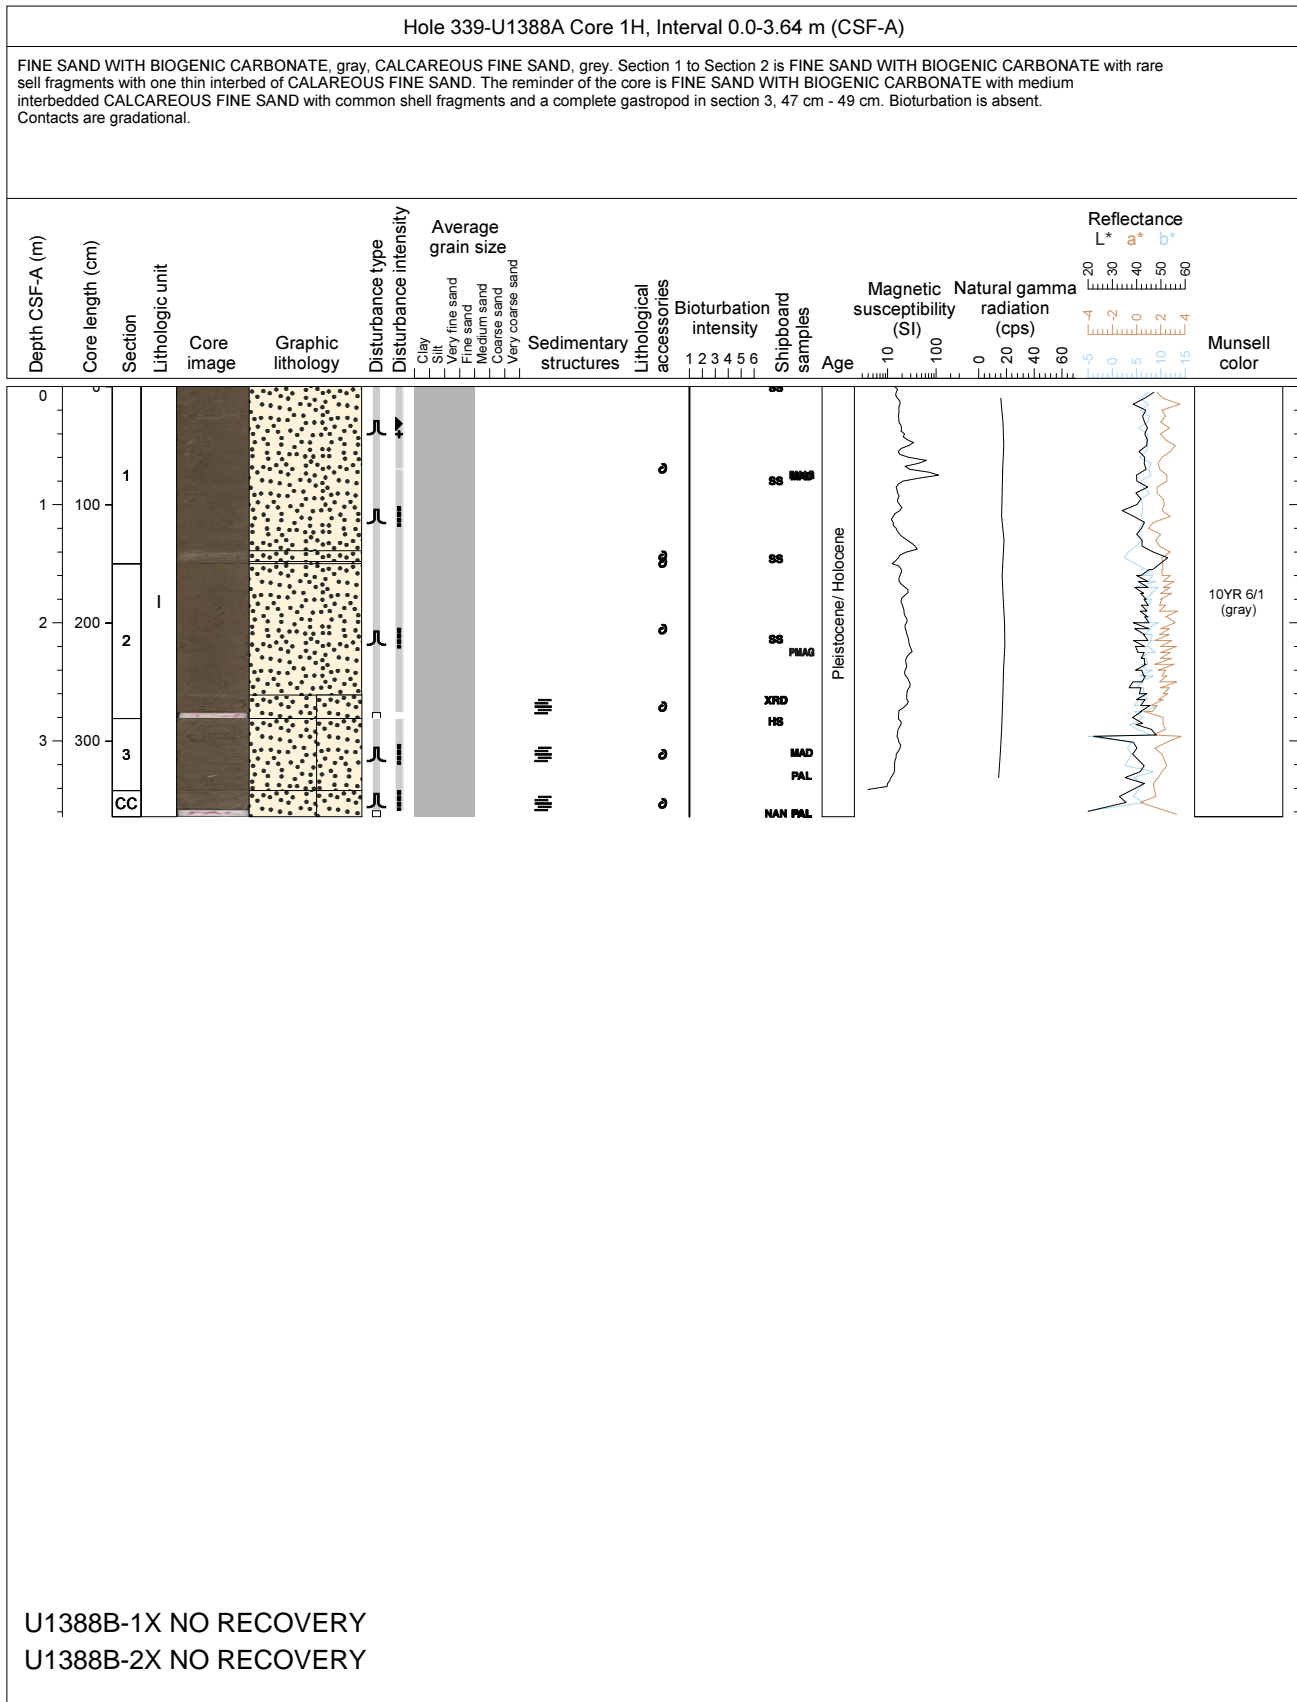 Hole 339-U1388A Core 1H, Interval 0.0-3.64 m (CSF-A)
FINE SAND WITH BIOGENIC CARBONATE, gray, CALCAREOUS FINE SAND, grey. Section 1 to Section 2 is FINE SAND WITH BIOGENIC CARBONATE with rare
sell fragments with one thin interbed of CALAREOUS FINE SAND. The reminder of the core is FINE SAND WITH BIOGENIC CARBONATE with medium
interbedded CALCAREOUS FINE SAND with common shell fragments and a complete gastropod in section 3, 47 cm - 49 cm. Bioturbation is absent.
Contacts are gradational.
Depth CSF-A (m)
Core length (cm)
Section
Lithologic unit
Core
image
Graphic
lithology
Disturbance type
Disturbance intensity
Average
grain size
Clay
Silt
Very fine sand
Fine sand
Medium sand
Coarse sand
Very coarse sand
Sedimentary
structures
Lithological
accessories
Bioturbation
intensity
1 2 3 4 5 6
Shipboard
samples
Age
Magnetic
susceptibility
(SI)
10
100
Natural gamma
radiation
(cps)
0
20
40
60
Reflectance
L* a* b*
20 30 40 50 60
-4 -2 0 2 4
-5 0 5 10 15
Munsell
color
0
1
2
3
0
100
200
300
1
2
3
CC
I
SS
SS
SS
SS
PMAG
XRD
HS
MAD
PAL
NAN PAL
Pleistocene/ Holocene
10YR 6/1
(gray)
U1388B-1X NO RECOVERY
U1388B-2X NO RECOVERY